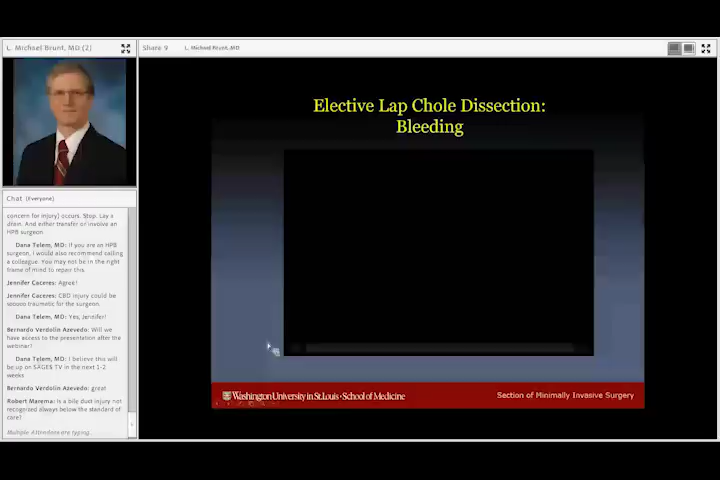 L. Michael Brunt, MD (2)
Share 9 L. Michael Brunt, MD
Elective Lap Chole Dissection:
Bleeding
Chat (Everyone)
concern for injury] occurs. Stop. Lay a
drain. And either transfer or involve an
HPB surgeon
Dana Telem, MD: If you are an HPB
surgeon, I would also recommend calling
a colleague. You may not be in the right
frame of mind to repair this.
Jennifer Caceres: Agree!
Jennifer Caceres: CBD injury could be
sooooo traumatic for the surgeon.
Dana Telem, MD: Yes, Jennifer!
Bernardo Verdolin Azevedo: Will we
have access to the presentation after the
webinar?
Dana Telem, MD: I believe this will
be up on SAGES TV in the next 1-2
weeks
Bernardo Verdolin Azevedo: great
Robert Marema: Is a bile dust injury not
recognized always below the standard of
care?
Multiple Attendees are typing...
Washington University in St. Louis • School of Medicine
Section of Minimally Invasive Surgery